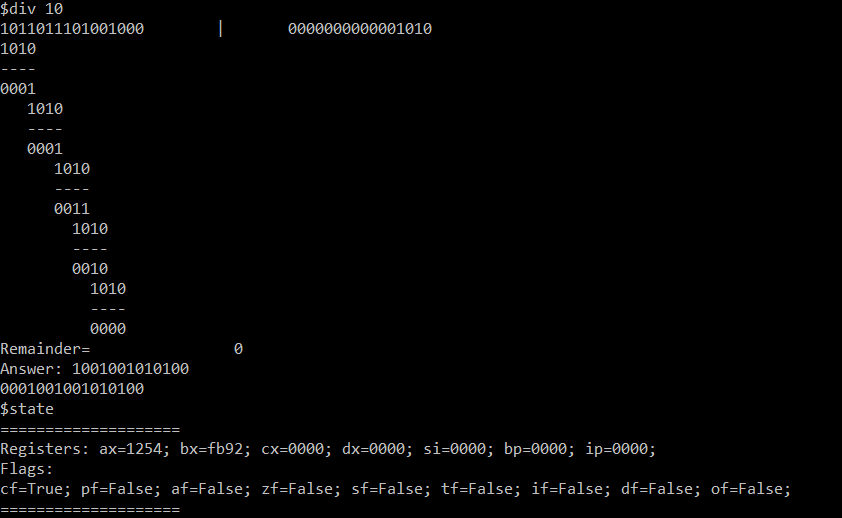 $div 10
1011011101001000        |       0000000000001010
1010
----
0001
   1010
   ----
   0001
      1010
      ----
      0011
        1010
        ----
        0010
          1010
          ----
          0000
Remainder=                0
Answer: 1001001010100
0001001001010100
$state
====================
Registers: ax=1254; bx=fb92; cx=0000; dx=0000; si=0000; bp=0000; ip=0000;
Flags:
cf=True; pf=False; af=False; zf=False; sf=False; tf=False; if=False; df=False; of=False;
====================